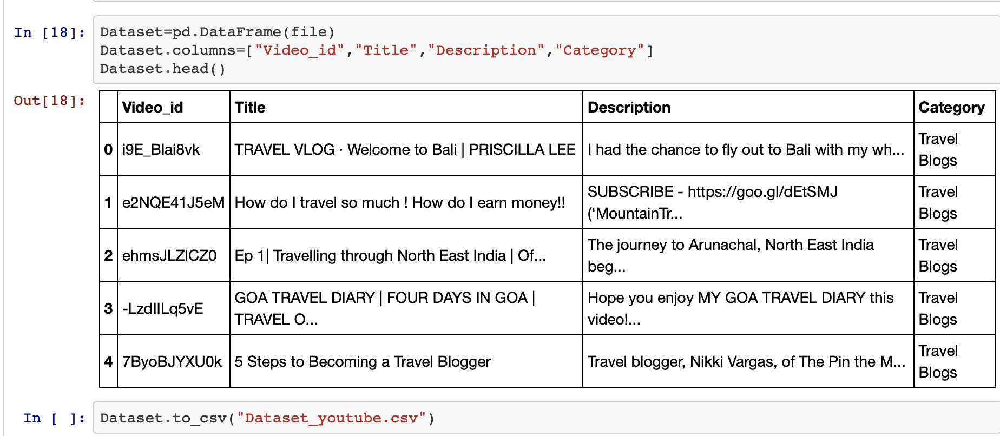 In [18]:
Dataset=pd.DataFrame(file)
Dataset.columns=["Video_id","Title","Description","Category"]
Dataset.head()
Out[18]:
Video_id Title Description Category
0 i9E_Blai8vk TRAVEL VLOG · Welcome to Bali | PRISCILLA LEE I had the chance to fly out to Bali with my wh... Travel
Blogs
1 e2NQE41J5eM How do I travel so much ! How do I earn money!! SUBSCRIBE - https://goo.gl/dEtSMJ
(‘MountainTr... Travel
Blogs
2 ehmsJLZlCZ0 Ep 1| Travelling through North East India | Of... The journey to Arunachal, North East India
beg... Travel
Blogs
3 -LzdIILq5vE GOA TRAVEL DIARY | FOUR DAYS IN GOA |
TRAVEL O... Hope you enjoy MY GOA TRAVEL DIARY this
video!... Travel
Blogs
4 7ByoBJYXU0k 5 Steps to Becoming a Travel Blogger Travel blogger, Nikki Vargas, of The Pin the M... Travel
Blogs
In [ ]:
Dataset.to_csv("Dataset_youtube.csv")